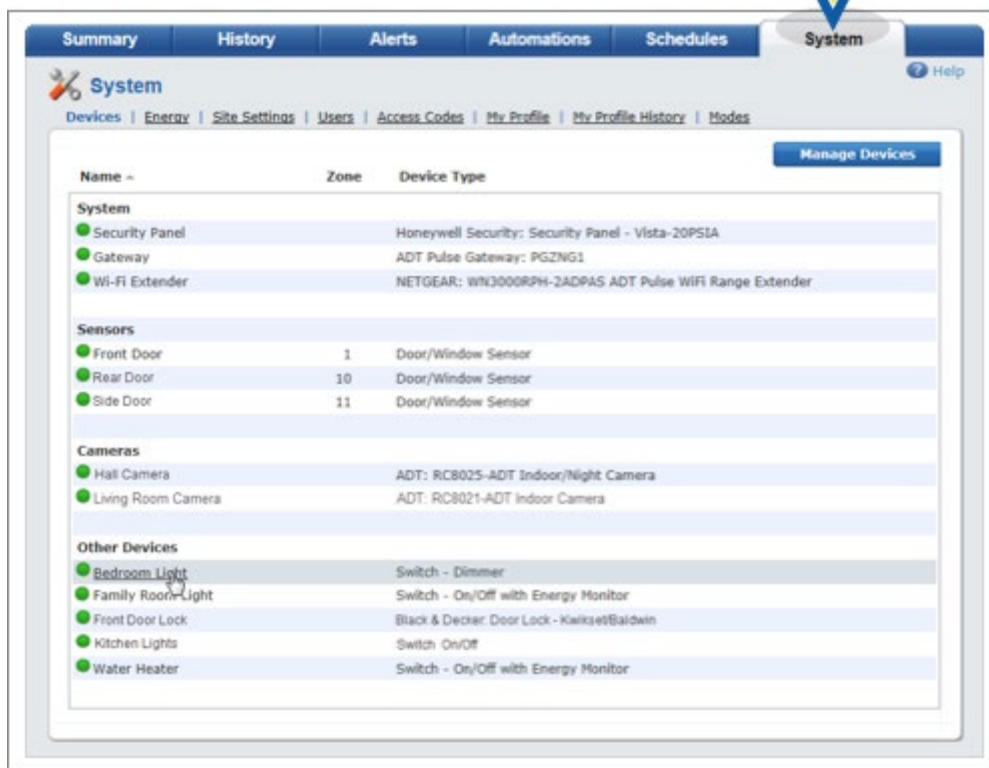 Summary History Alerts Automations Schedules System
Help
System
Devices | Energy | Site Settings | Users | Access Codes | My Profile | My Profile History | Modes
Manage Devices
Name Zone Device Type
System
Security Panel Honeywell Security: Security Panel - Vista-20PSIA
Gateway ADT Pulse Gateway: PGZNG1
Wi-Fi Extender NETGEAR: WN3000RPH-2ADPAS ADT Pulse WiFi Range Extender
Sensors
Front Door 1 Door/Window Sensor
Rear Door 10 Door/Window Sensor
Side Door 11 Door/Window Sensor
Cameras
Hall Camera ADT: RC8025-ADT Indoor/Night Camera
Living Room Camera ADT: RC8021-ADT Indoor Camera
Other Devices
Bedroom Light Switch - Dimmer
Family Room Light Switch - On/Off with Energy Monitor
Front Door Lock Black & Decker: Door Lock - Kwikset/Baldwin
Kitchen Lights Switch On/Off
Water Heater Switch - On/Off with Energy Monitor